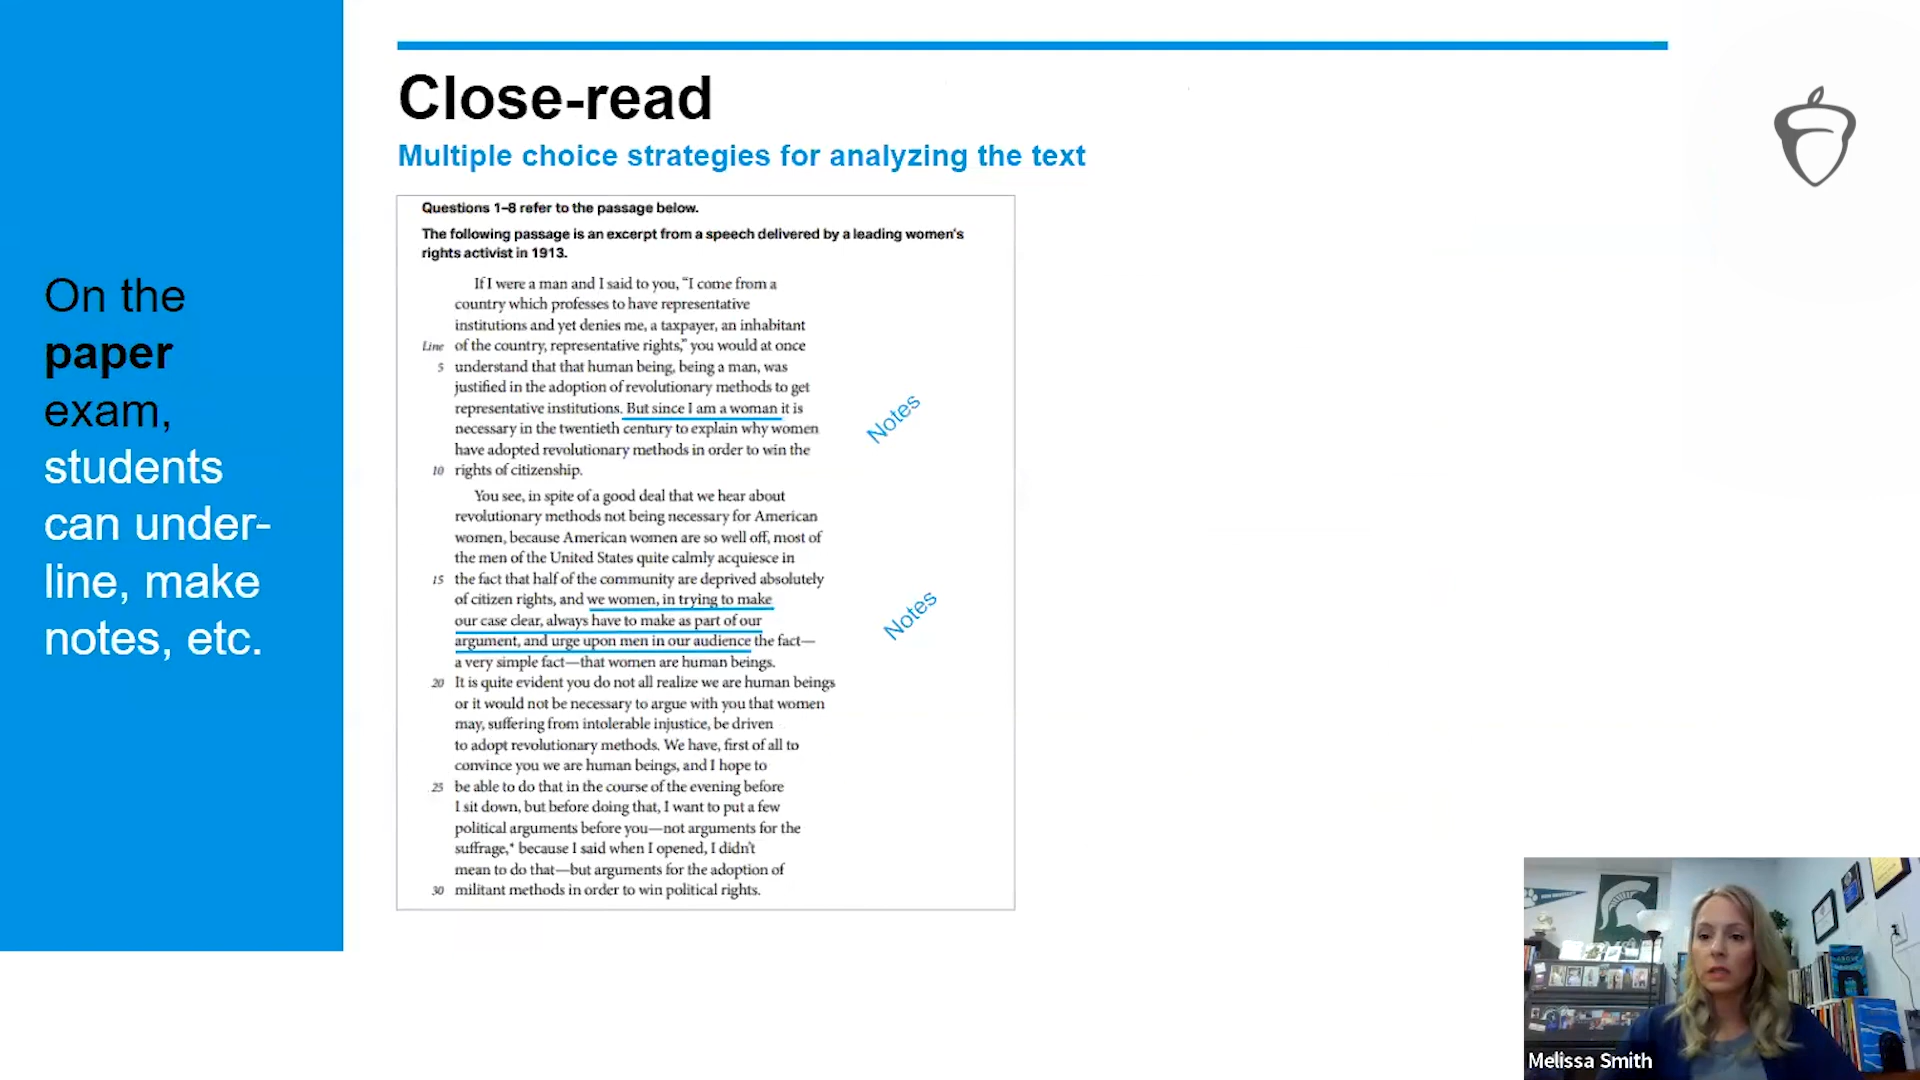 Close-read
Multiple choice strategies for analyzing the text
On the
paper
exam,
students
can under-
line, make
notes, etc.
Questions 1–8 refer to the passage below.
The following passage is an excerpt from a speech delivered by a leading women's
rights activist in 1913.
If I were a man and I said to you, “I come from a
country which professes to have representative
institutions and yet denies me, a taxpayer, an inhabitant
Line of the country, representative rights,” you would at once
5 understand that that human being, being a man, was
justified in the adoption of revolutionary methods to get
representative institutions. But since I am a woman it is
necessary in the twentieth century to explain why women
have adopted revolutionary methods in order to win the
10 rights of citizenship.
Notes
You see, in spite of a good deal that we hear about
revolutionary methods not being necessary for American
women, because American women are so well off, most of
the men of the United States quite calmly acquiesce in
15 the fact that half of the community are deprived absolutely
of citizen rights, and we women, in trying to make
our case clear, always have to make as part of our
argument, and urge upon men in our audience the fact—
a very simple fact—that women are human beings.
Notes
20 It is quite evident you do not all realize we are human beings
or it would not be necessary to argue with you that women
may, suffering from intolerable injustice, be driven
to adopt revolutionary methods. We have, first of all to
convince you we are human beings, and I hope to
25 be able to do that in the course of the evening before
I sit down, but before doing that, I want to put a few
political arguments before you—not arguments for the
suffrage,* because I said when I opened, I didn't
mean to do that—but arguments for the adoption of
30 militant methods in order to win political rights.
Melissa Smith